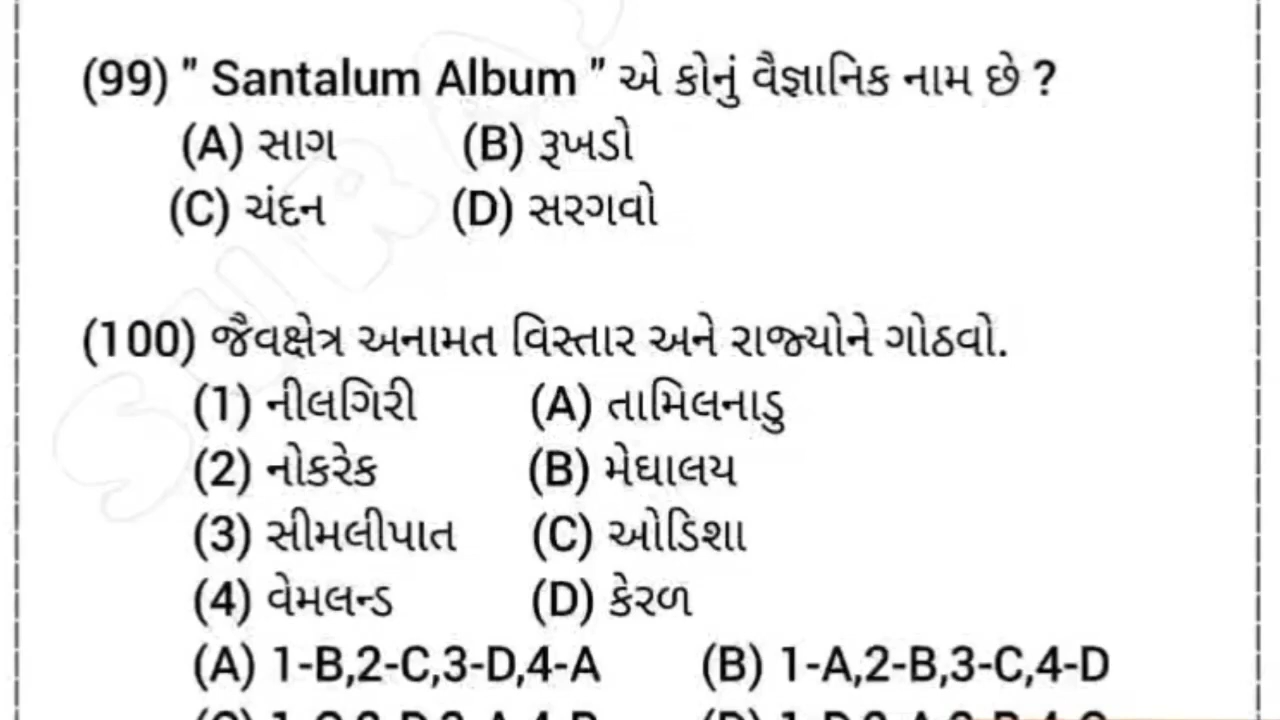 (99) " Santalum Album " એ કોનું વૈજ્ઞાનિક નામ છે ?
(A) સાગ (B) રૂખડો
(C) ચંદન (D) સરગવો
(100) જૈવક્ષેત્ર અનામત વિસ્તાર અને રાજ્યોને ગોઠવો.
(1) નીલગિરી (A) તામિલનાડુ
(2) નોકરેક (B) મેઘાલય
(3) સીમલીપાત (C) ઓડિશા
(4) વેમલન્ડ (D) કેરળ
(A) 1-B,2-C,3-D,4-A (B) 1-A,2-B,3-C,4-D